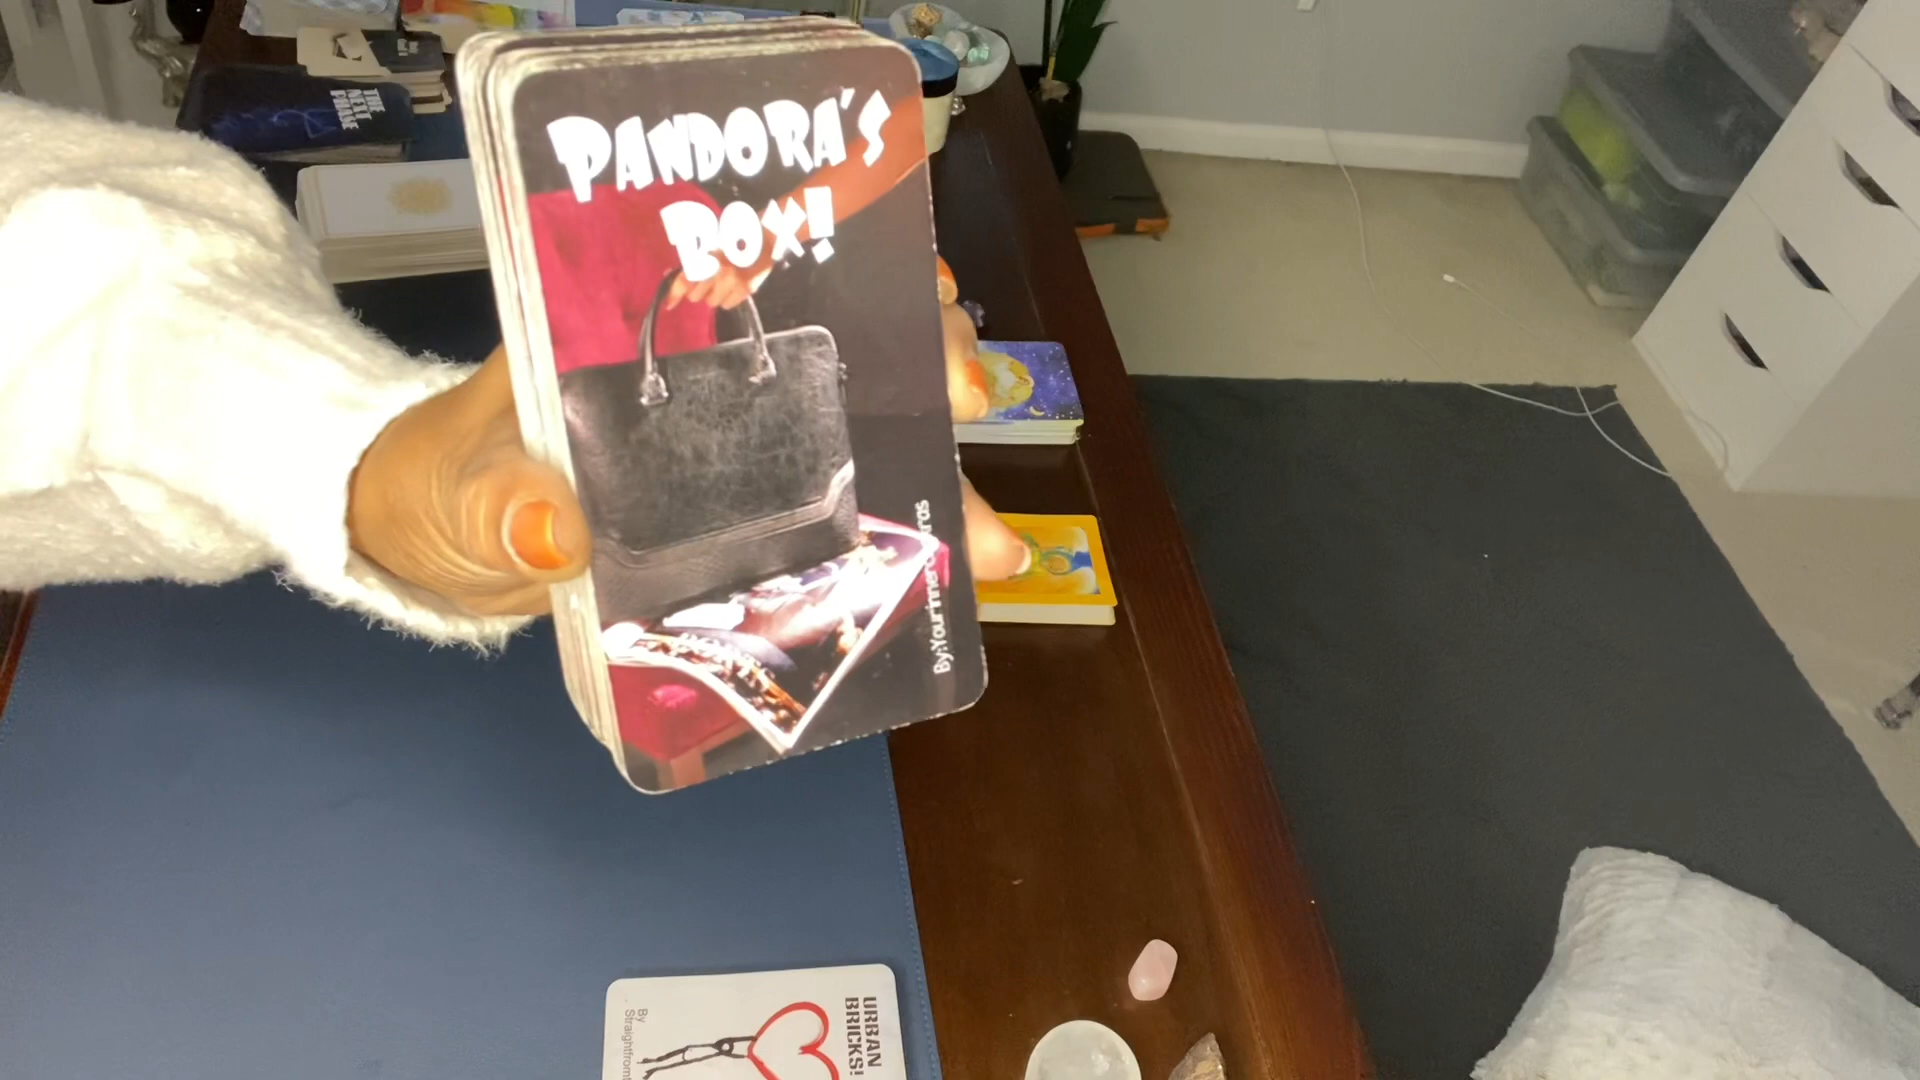 THE
NEXT
PHASE
PANDORA'S
BOX!
URBAN
BRICKS!
By